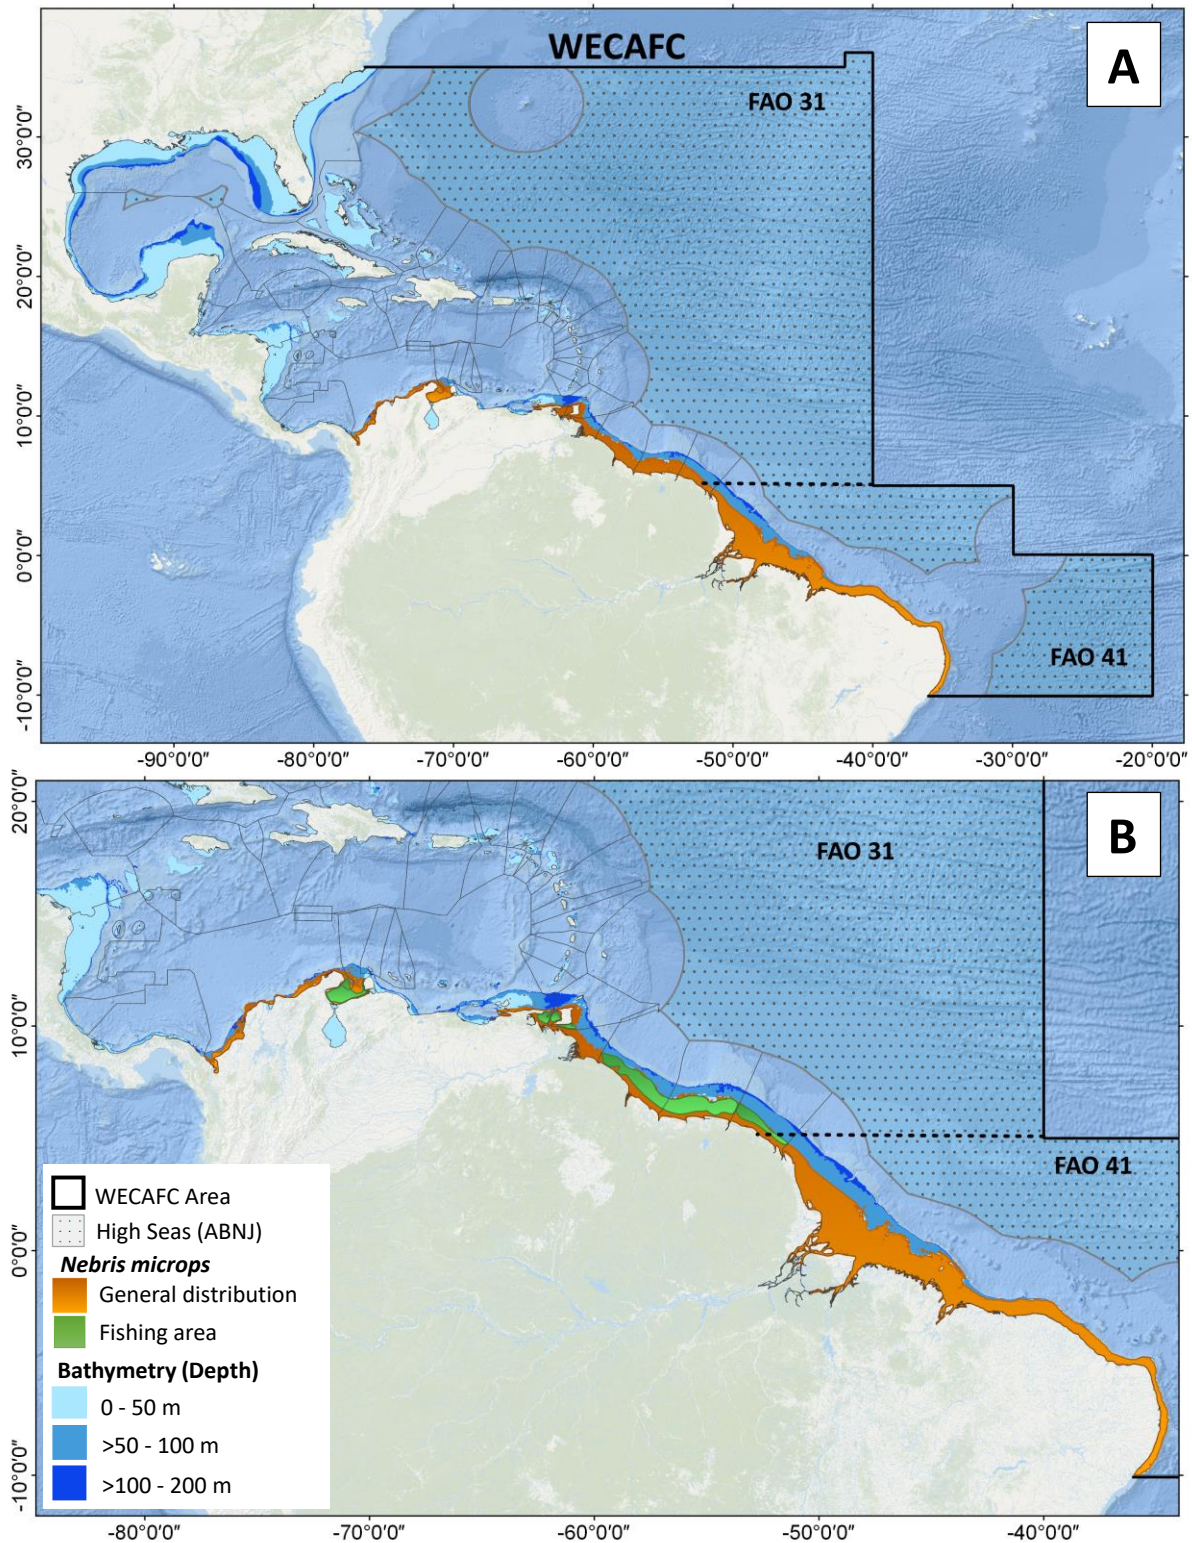 WECAFC
A
FAO 31
30°0'0"
20°0'0"
10°0'0"
0°0'0"
-10°0'0"
FAO 41
-90°0'0"
-80°0'0"
-70°0'0"
-60°0'0"
-50°0'0"
-40°0'0"
-30°0'0"
-20°0'0"
B
FAO 31
20°0'0"
10°0'0"
0°0'0"
-10°0'0"
FAO 41
WECAFC Area
High Seas (ABNJ)
Nebris microps
General distribution
Fishing area
Bathymetry (Depth)
0 - 50 m
>50 - 100 m
>100 - 200 m
-80°0'0"
-70°0'0"
-60°0'0"
-50°0'0"
-40°0'0"